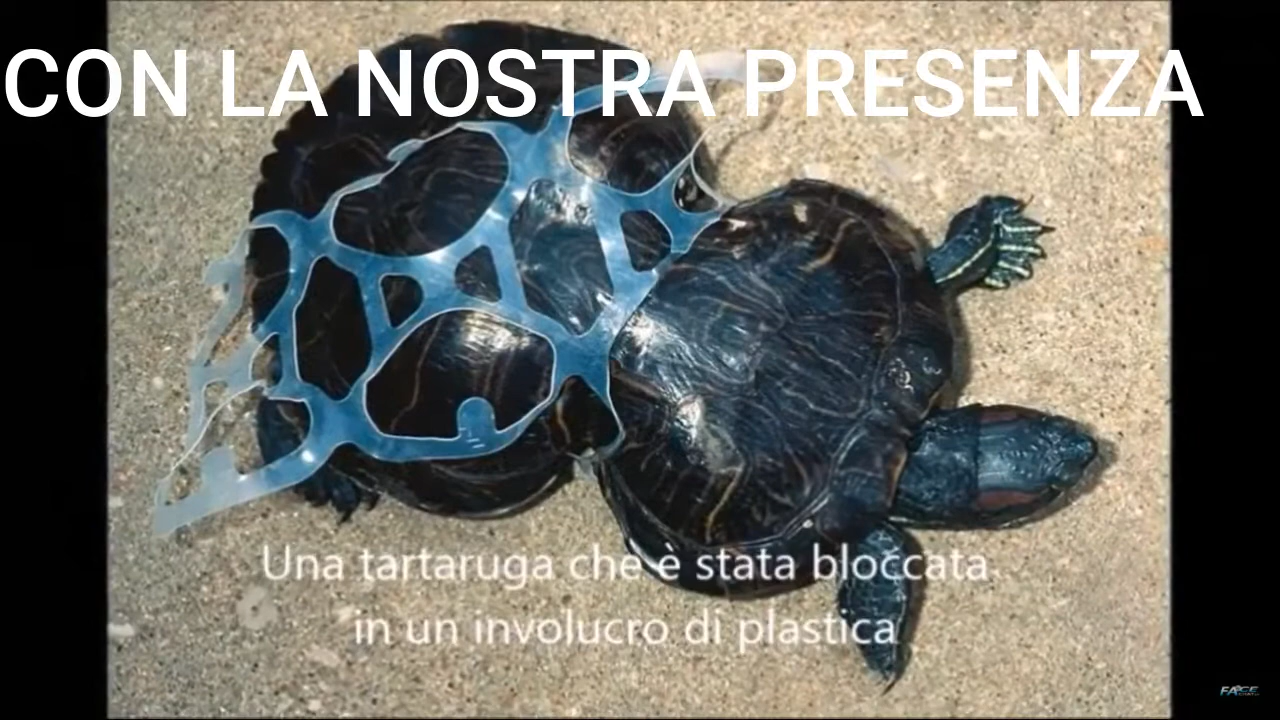 CON LA NOSTRA PRESENZA
Una tartaruga che è stata bloccata
in un involucro di plastica